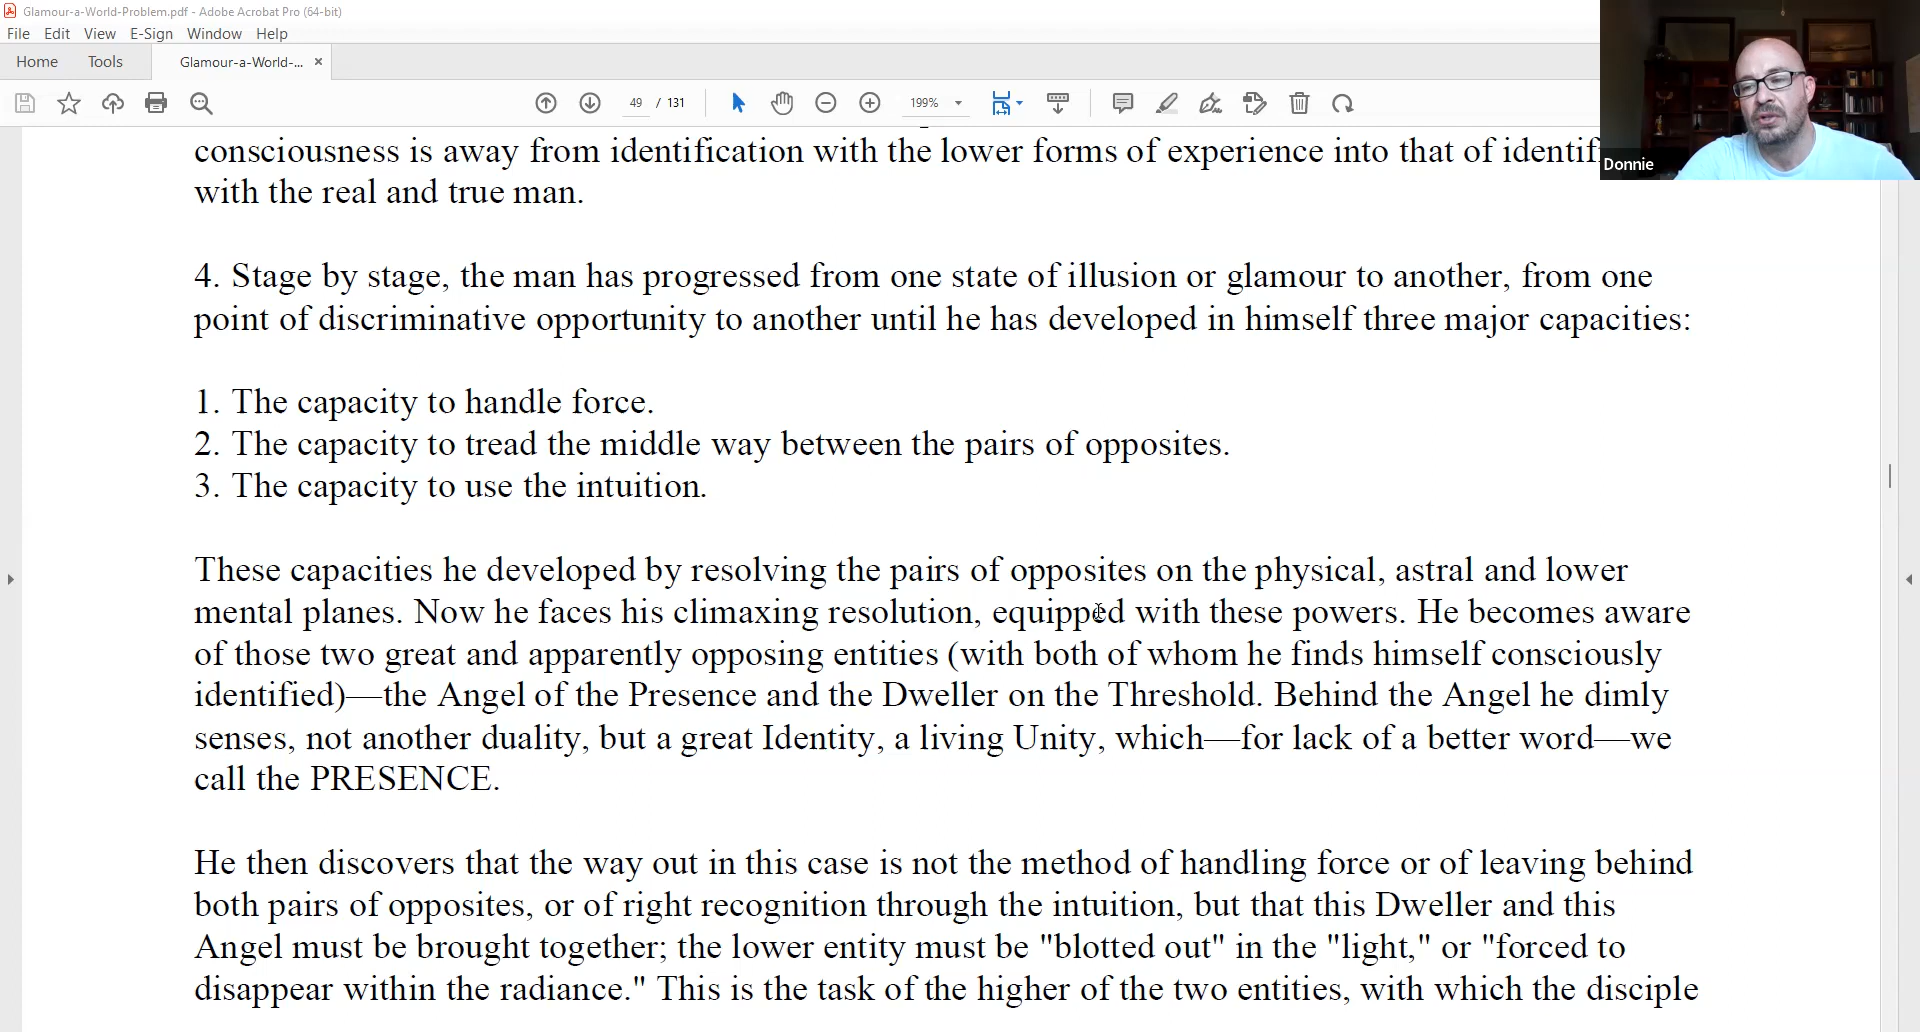 Glamour-a-World-Problem.pdf - Adobe Acrobat Pro (64-bit)
File Edit View E-Sign Window Help
Home Tools Glamour-a-World-... ×
49 / 131 199%
consciousness is away from identification with the lower forms of experience into that of identif
with the real and true man.
4. Stage by stage, the man has progressed from one state of illusion or glamour to another, from one
point of discriminative opportunity to another until he has developed in himself three major capacities:
1. The capacity to handle force.
2. The capacity to tread the middle way between the pairs of opposites.
3. The capacity to use the intuition.
These capacities he developed by resolving the pairs of opposites on the physical, astral and lower
mental planes. Now he faces his climaxing resolution, equipped with these powers. He becomes aware
of those two great and apparently opposing entities (with both of whom he finds himself consciously
identified)—the Angel of the Presence and the Dweller on the Threshold. Behind the Angel he dimly
senses, not another duality, but a great Identity, a living Unity, which—for lack of a better word—we
call the PRESENCE.
He then discovers that the way out in this case is not the method of handling force or of leaving behind
both pairs of opposites, or of right recognition through the intuition, but that this Dweller and this
Angel must be brought together; the lower entity must be "blotted out" in the "light," or "forced to
disappear within the radiance." This is the task of the higher of the two entities, with which the disciple
Donnie